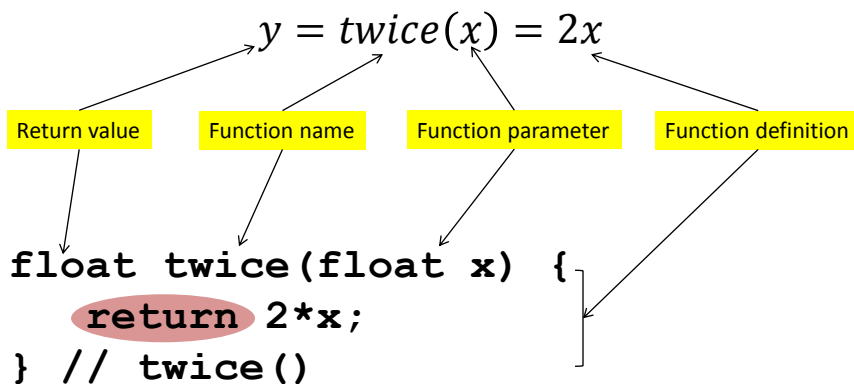 y = twice(x) = 2x
Return value Function name Function parameter Function definition
float twice(float x) {
return 2*x;
} // twice()